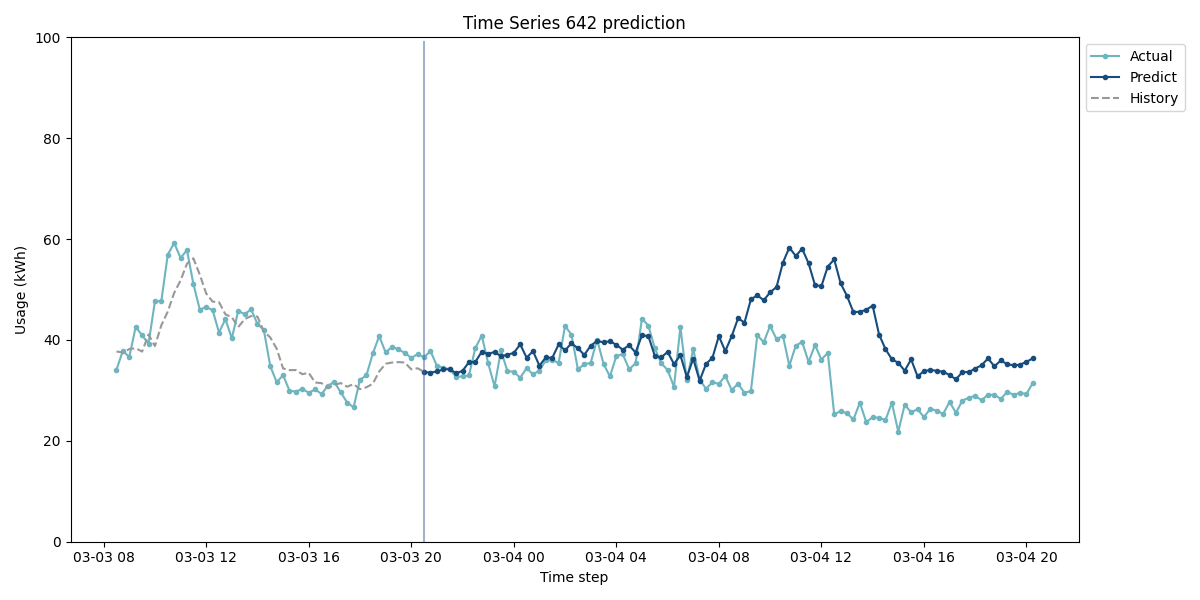 Time Series 642 prediction
Usage (kWh)
100
80
60
40
20
0
03-03 08
03-03 12
03-03 16
03-03 20
03-04 00
03-04 04
03-04 08
03-04 12
03-04 16
03-04 20
Time step
Actual
Predict
History